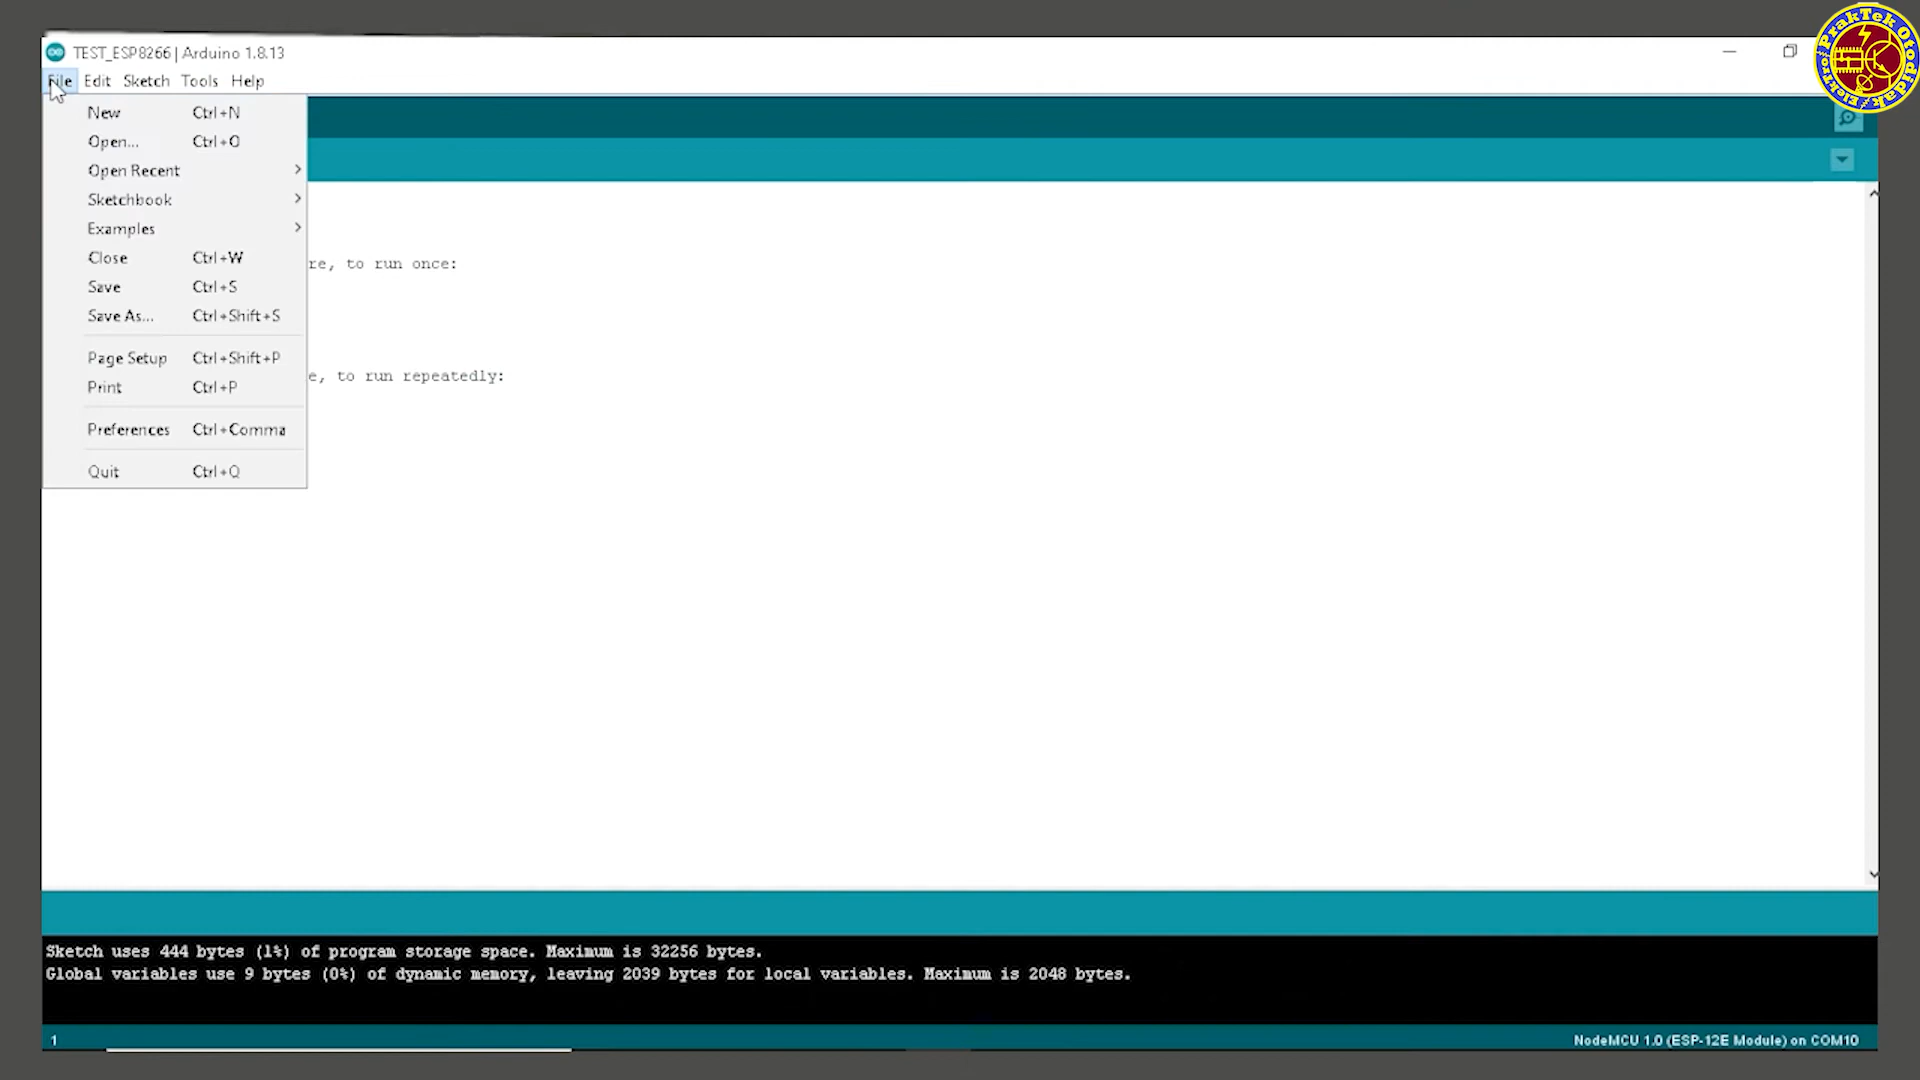 TEST_ESP8266 | Arduino 1.8.13
File Edit Sketch Tools Help
New Ctrl+N
Open... Ctrl+O
Open Recent
Sketchbook
Examples
Close Ctrl+W
Save Ctrl+S
Save As... Ctrl+Shift+S
Page Setup Ctrl+Shift+P
Print Ctrl+P
Preferences Ctrl+Comma
Quit Ctrl+Q
re, to run once:
e, to run repeatedly:
Sketch uses 444 bytes (1%) of program storage space. Maximum is 32256 bytes.
Global variables use 9 bytes (0%) of dynamic memory, leaving 2039 bytes for local variables. Maximum is 2048 bytes.
1
NodeMCU 1.0 (ESP-12E Module) on COM10
PrakTek Otodidak